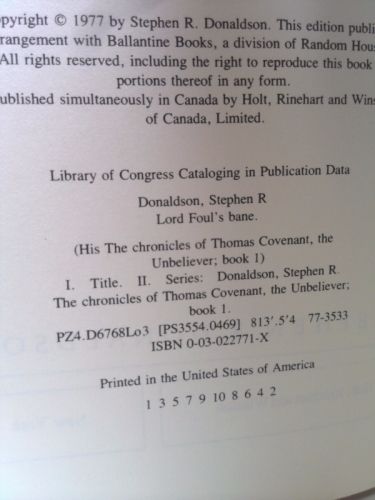 opyright © 1977 by Stephen R. Donaldson. This edition publi
rrangement with Ballantine Books, a division of Random Hous
All rights reserved, including the right to reproduce this book
portions thereof in any form.
ublished simultaneously in Canada by Holt, Rinehart and Wins
of Canada, Limited.
Library of Congress Cataloging in Publication Data
Donaldson, Stephen R
Lord Foul's bane.
(His The chronicles of Thomas Covenant, the
Unbeliever; book 1)
I. Title. II. Series: Donaldson, Stephen R.
The chronicles of Thomas Covenant, the Unbeliever;
book 1.
PZ4.D6768Lo3 [PS3554.0469] 813'.5'4 77-3533
ISBN 0-03-022771-X
Printed in the United States of America
1 3 5 7 9 10 8 6 4 2